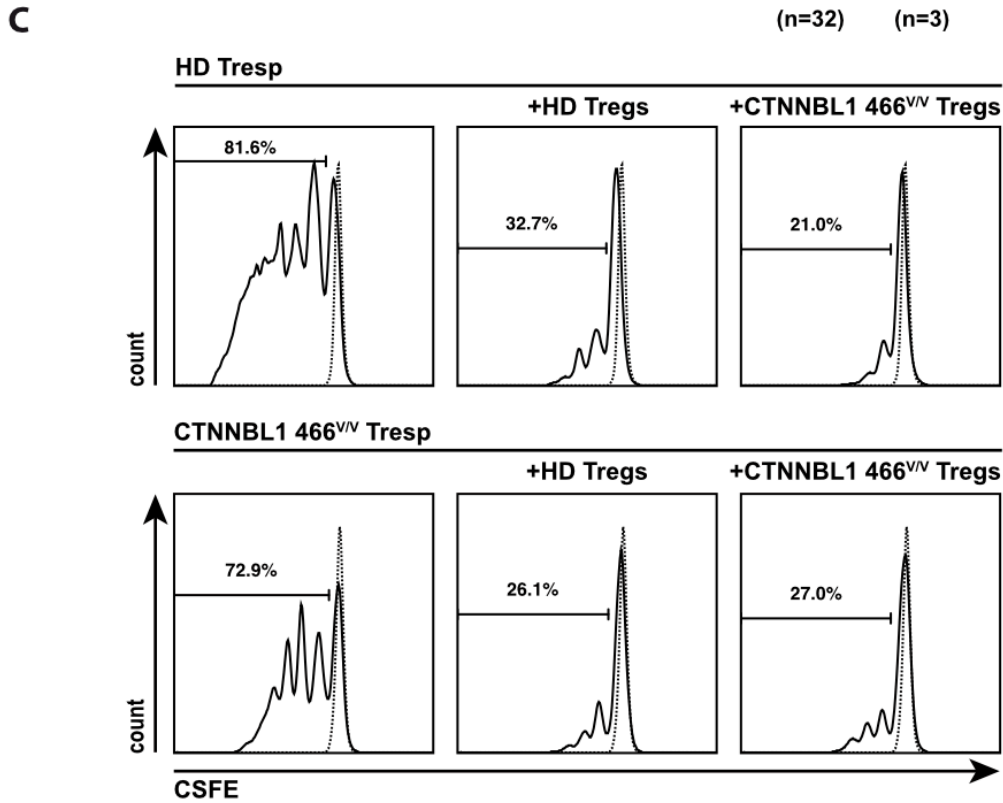 C
(n=32) (n=3)
HD Tresp
+HD Tregs +CTNNBL1 466V/V Tregs
81.6% 32.7% 21.0%
count
CTNNBL1 466V/V Tresp
+HD Tregs +CTNNBL1 466V/V Tregs
72.9% 26.1% 27.0%
count
CSFE